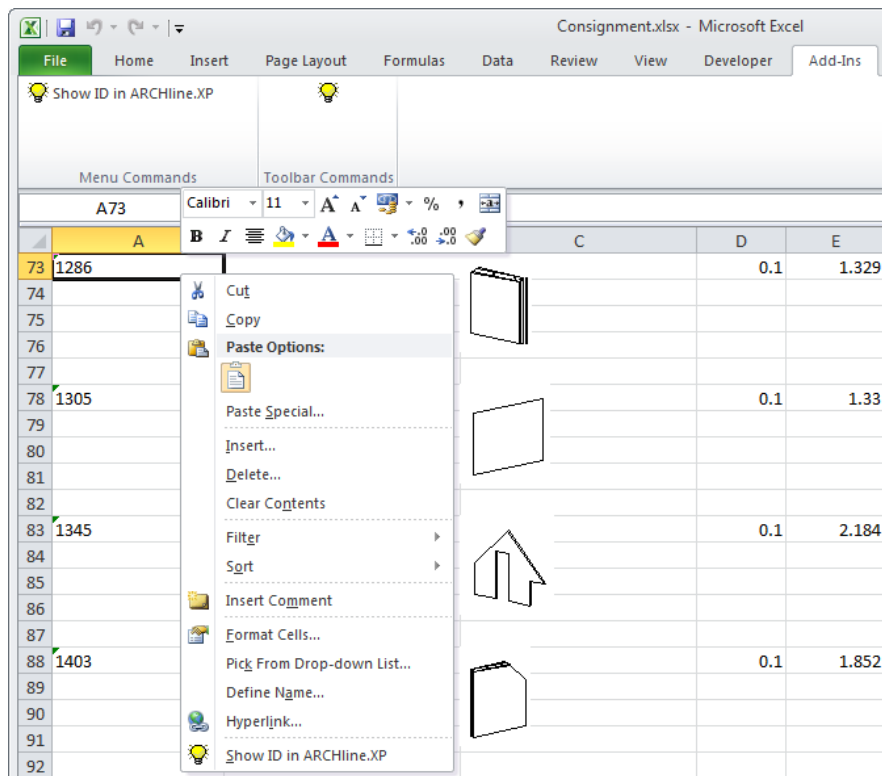 Consignment.xlsx - Microsoft Excel
File Home Insert Page Layout Formulas Data Review View Developer Add-Ins
Show ID in ARCHline.XP
Menu Commands Toolbar Commands
A73 Calibri 11 A A % ,
B I A .0 .00 .00 .0
A C D E
73 1286 0.1 1.329
74 Cut
75 Copy
76 Paste Options:
77
78 1305 0.1 1.33
Paste Special...
79
80 Insert...
81 Delete...
82 Clear Contents
83 1345 0.1 2.184
Filter
84
85 Sort
86 Insert Comment
87 Format Cells...
88 1403 0.1 1.852
Pick From Drop-down List...
89 Define Name...
90 Hyperlink...
91
92 Show ID in ARCHline.XP